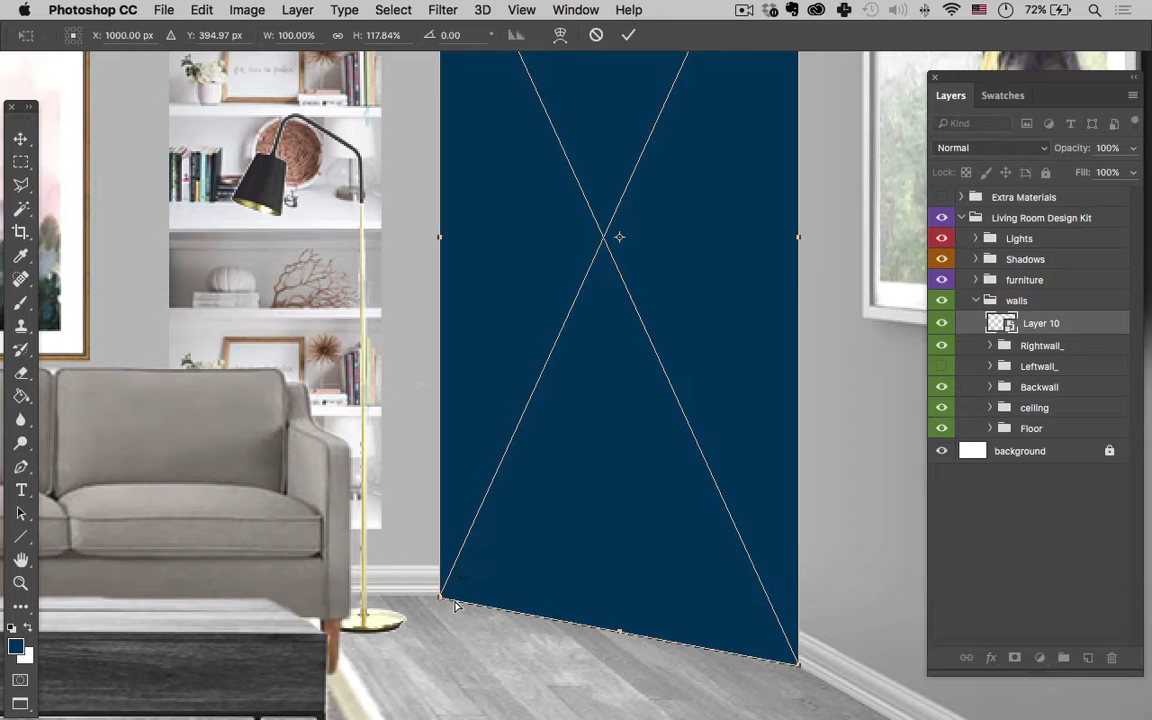 Photoshop CC File Edit Image Layer Type Select Filter 3D View Window Help 72%
X: 1000.00 px Y: 394.97 px W: 100.00% H: 117.84% 0.00 °
Layers Swatches
Kind
Normal Opacity: 100%
Lock: Fill: 100%
Extra Materials
Living Room Design Kit
Lights
Shadows
furniture
walls
Layer 10
Rightwall_
Leftwall_
Backwall
ceiling
Floor
background